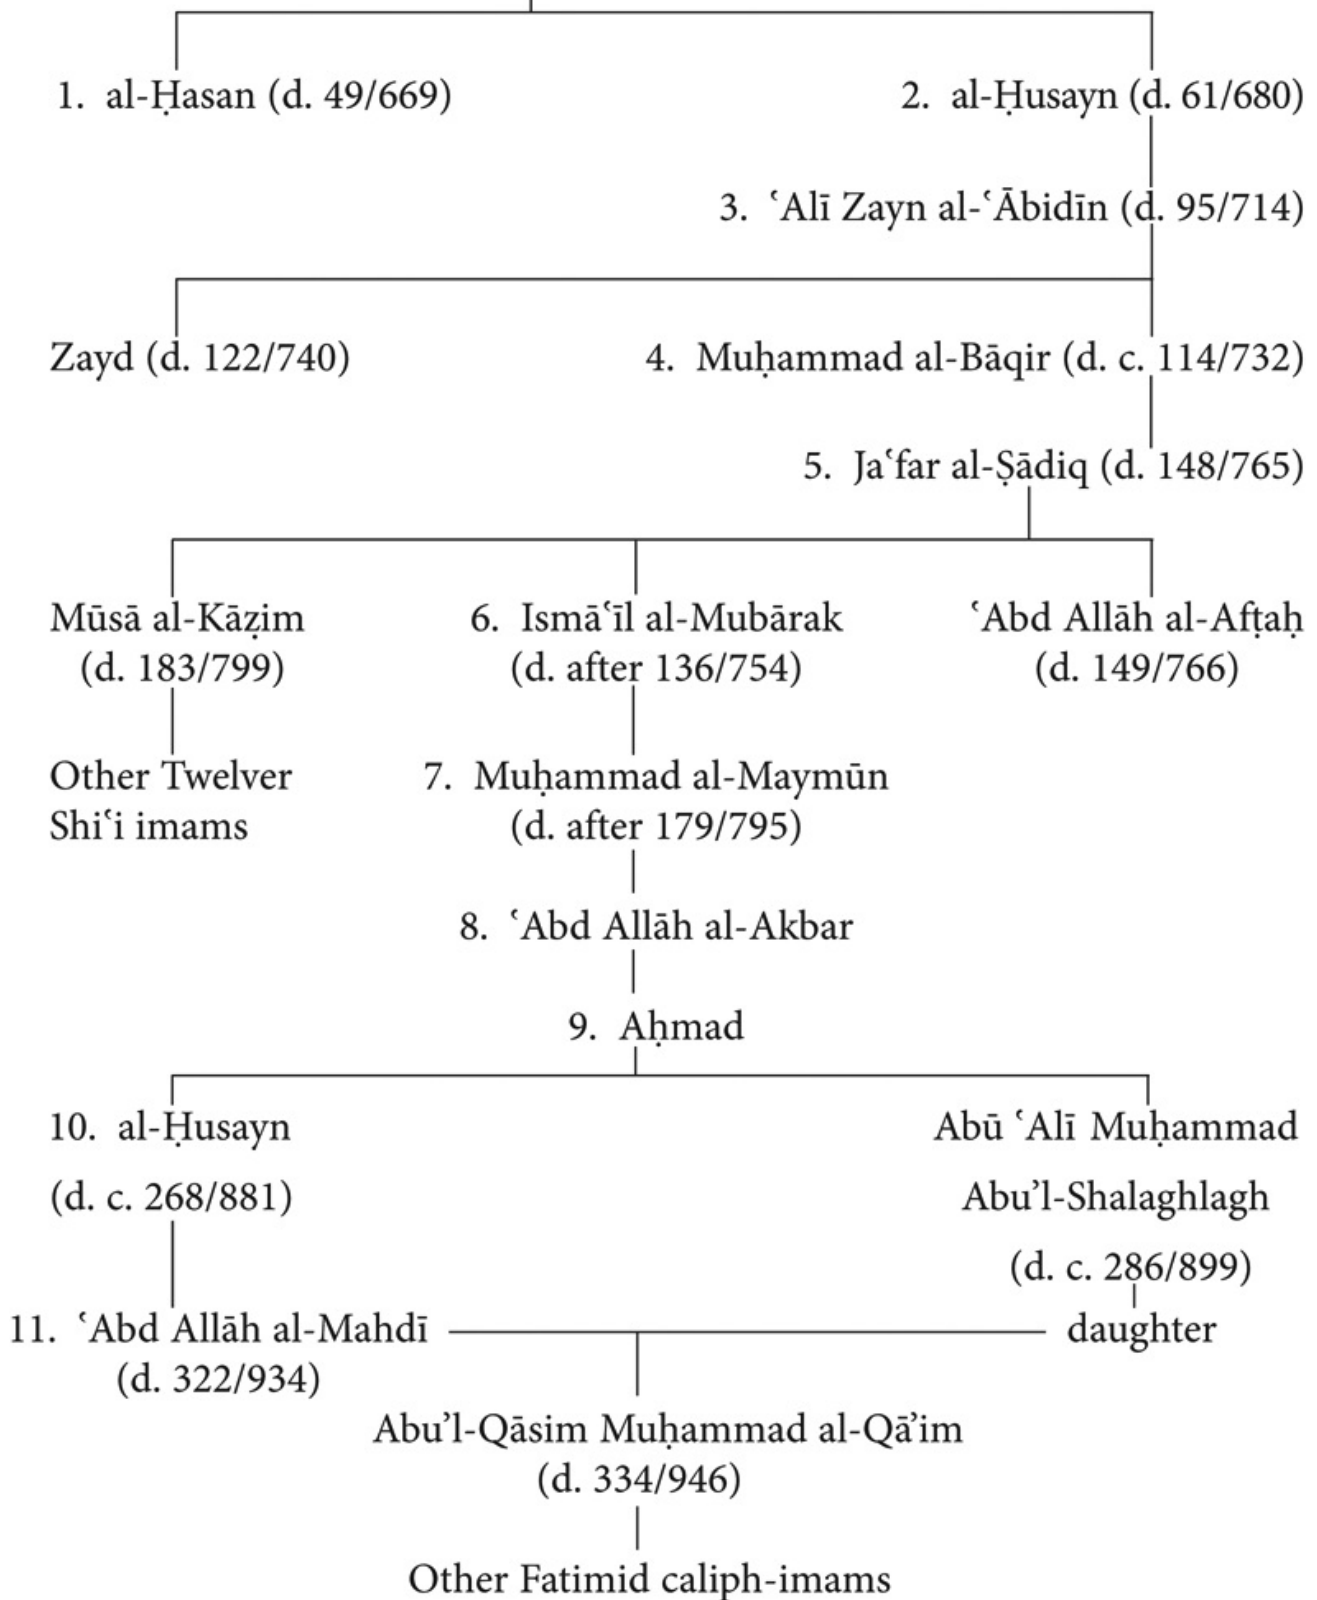 1. al-Ḥasan (d. 49/669)
2. al-Ḥusayn (d. 61/680)
3. ʿAlī Zayn al-ʿĀbidīn (d. 95/714)
Zayd (d. 122/740)
4. Muḥammad al-Bāqir (d. c. 114/732)
5. Jaʿfar al-Ṣādiq (d. 148/765)
Mūsā al-Kāẓim
(d. 183/799)
6. Ismāʿīl al-Mubārak
(d. after 136/754)
ʿAbd Allāh al-Afṭaḥ
(d. 149/766)
Other Twelver
Shiʿi imams
7. Muḥammad al-Maymūn
(d. after 179/795)
8. ʿAbd Allāh al-Akbar
9. Aḥmad
10. al-Ḥusayn
(d. c. 268/881)
Abū ʿAlī Muḥammad
Abu’l-Shalaghlagh
(d. c. 286/899)
11. ʿAbd Allāh al-Mahdī
(d. 322/934)
daughter
Abu’l-Qāsim Muḥammad al-Qā’im
(d. 334/946)
Other Fatimid caliph-imams